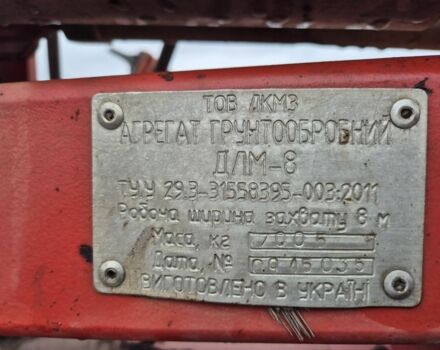 ТОВ ЛКМЗ
АГРЕГАТ ГРУНТООБРОБНИЙ
ДЛМ-8
ТУ У 29.3-31558395-003:2011
Робоча ширина захвату 8 м
Маса, кг
Дата, №
ВИГОТОВЛЕНО В УКРАЇНІ